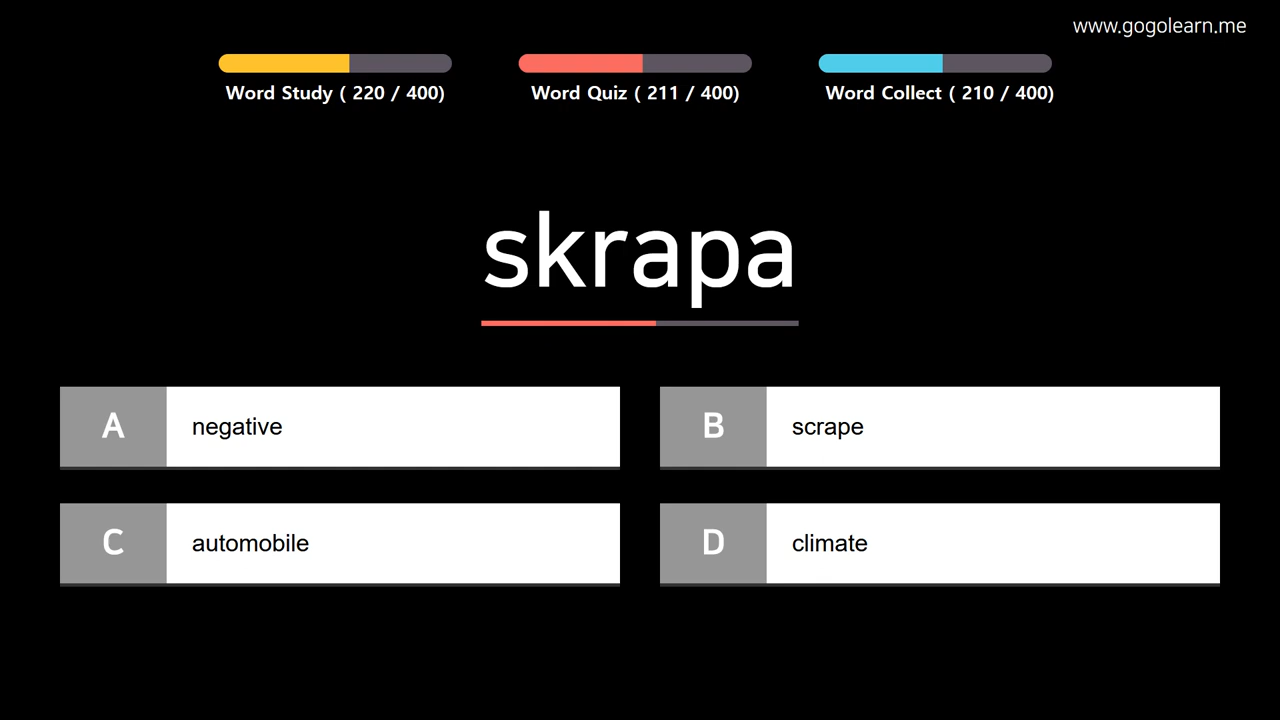 www.gogolearn.me
Word Study ( 220 / 400)
Word Quiz ( 211 / 400)
Word Collect ( 210 / 400)
skrapa
A negative
B scrape
C automobile
D climate